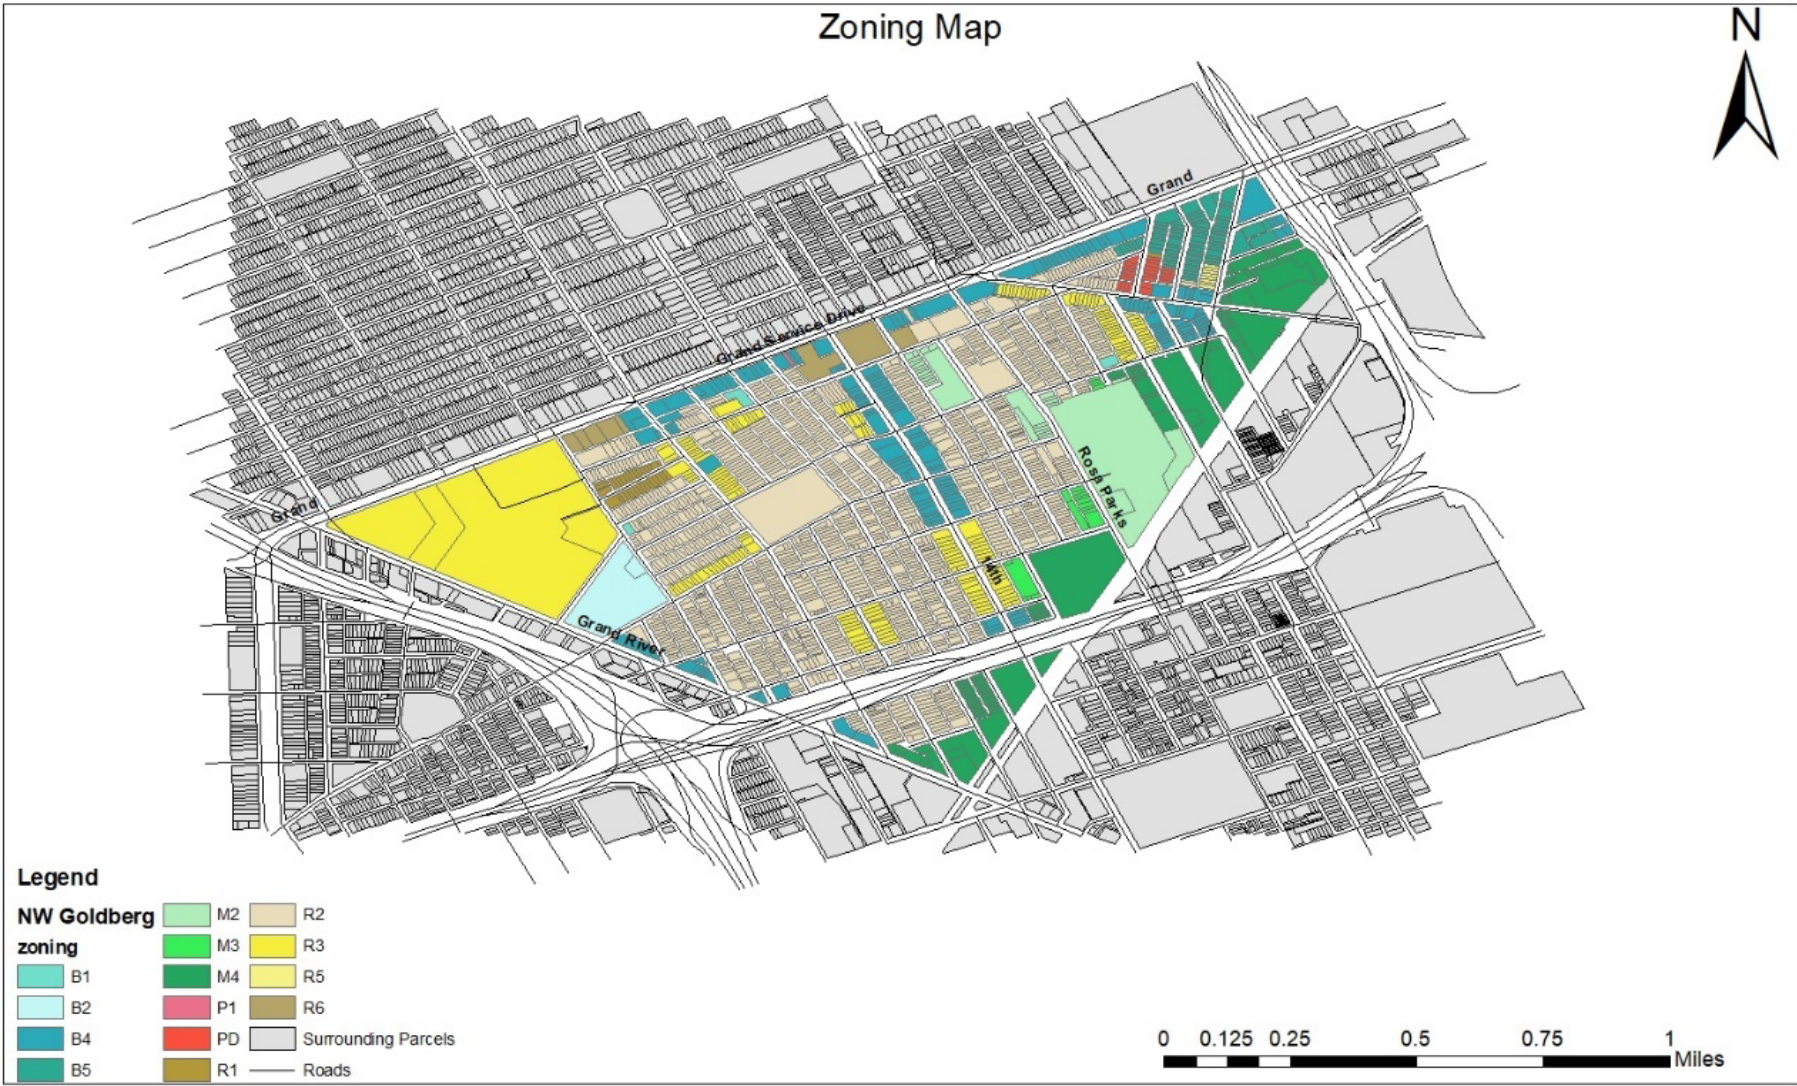 Zoning Map
N
Grand
Grand Service Drive
Rosa Parks
Grand
14th
Grand River
Legend
NW Goldberg
zoning
B1
B2
B4
B5
M2
M3
M4
P1
PD
R1
R2
R3
R5
R6
Surrounding Parcels
Roads
0 0.125 0.25 0.5 0.75 1
Miles